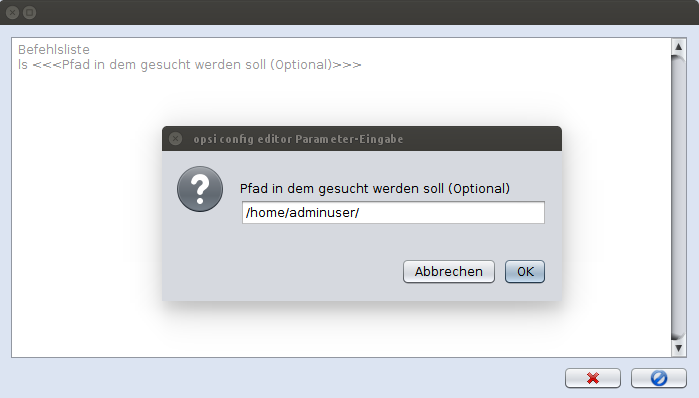 Befehlsliste
ls <<<Pfad in dem gesucht werden soll (Optional)>>>
opsi config editor Parameter-Eingabe
Pfad in dem gesucht werden soll (Optional)
/home/adminuser/
Abbrechen
OK